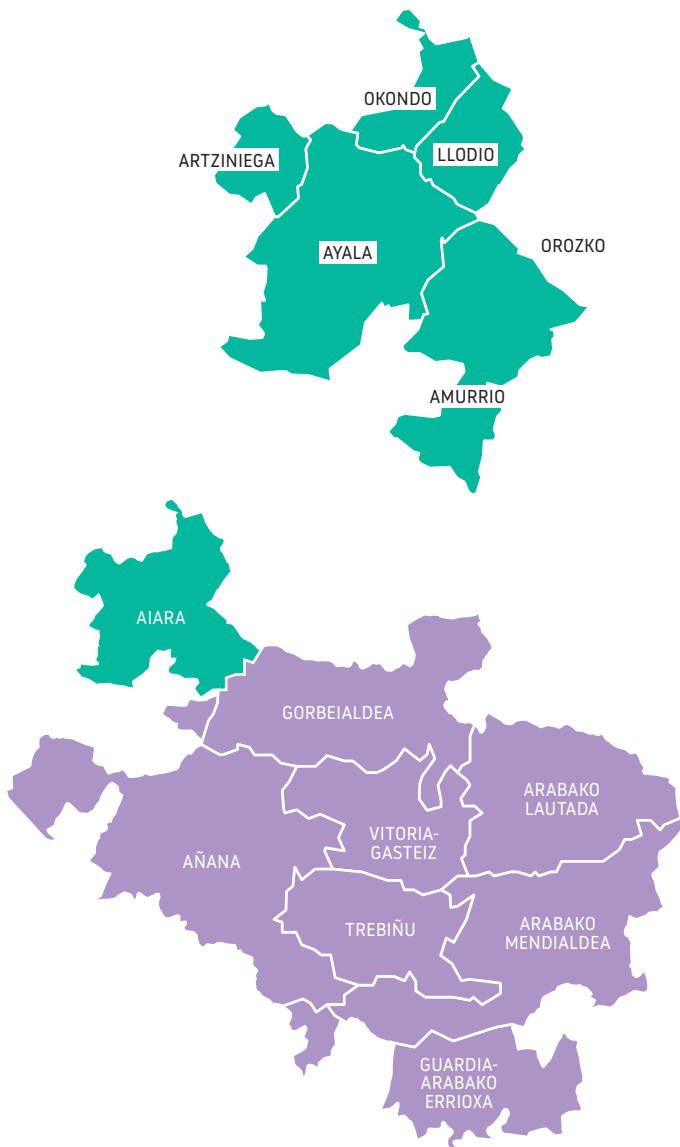 OKONDO
LLODIO
ARTZINIEGA
OROZKO
AYALA
AMURRIO
AIARA
GORBEIALDEA
ARABAKO
LAUTADA
VITORIA-
GASTEIZ
AÑANA
TREBIÑU
ARABAKO
MENDIALDEA
GUARDIA-
ARABAKO
ERRIOXA